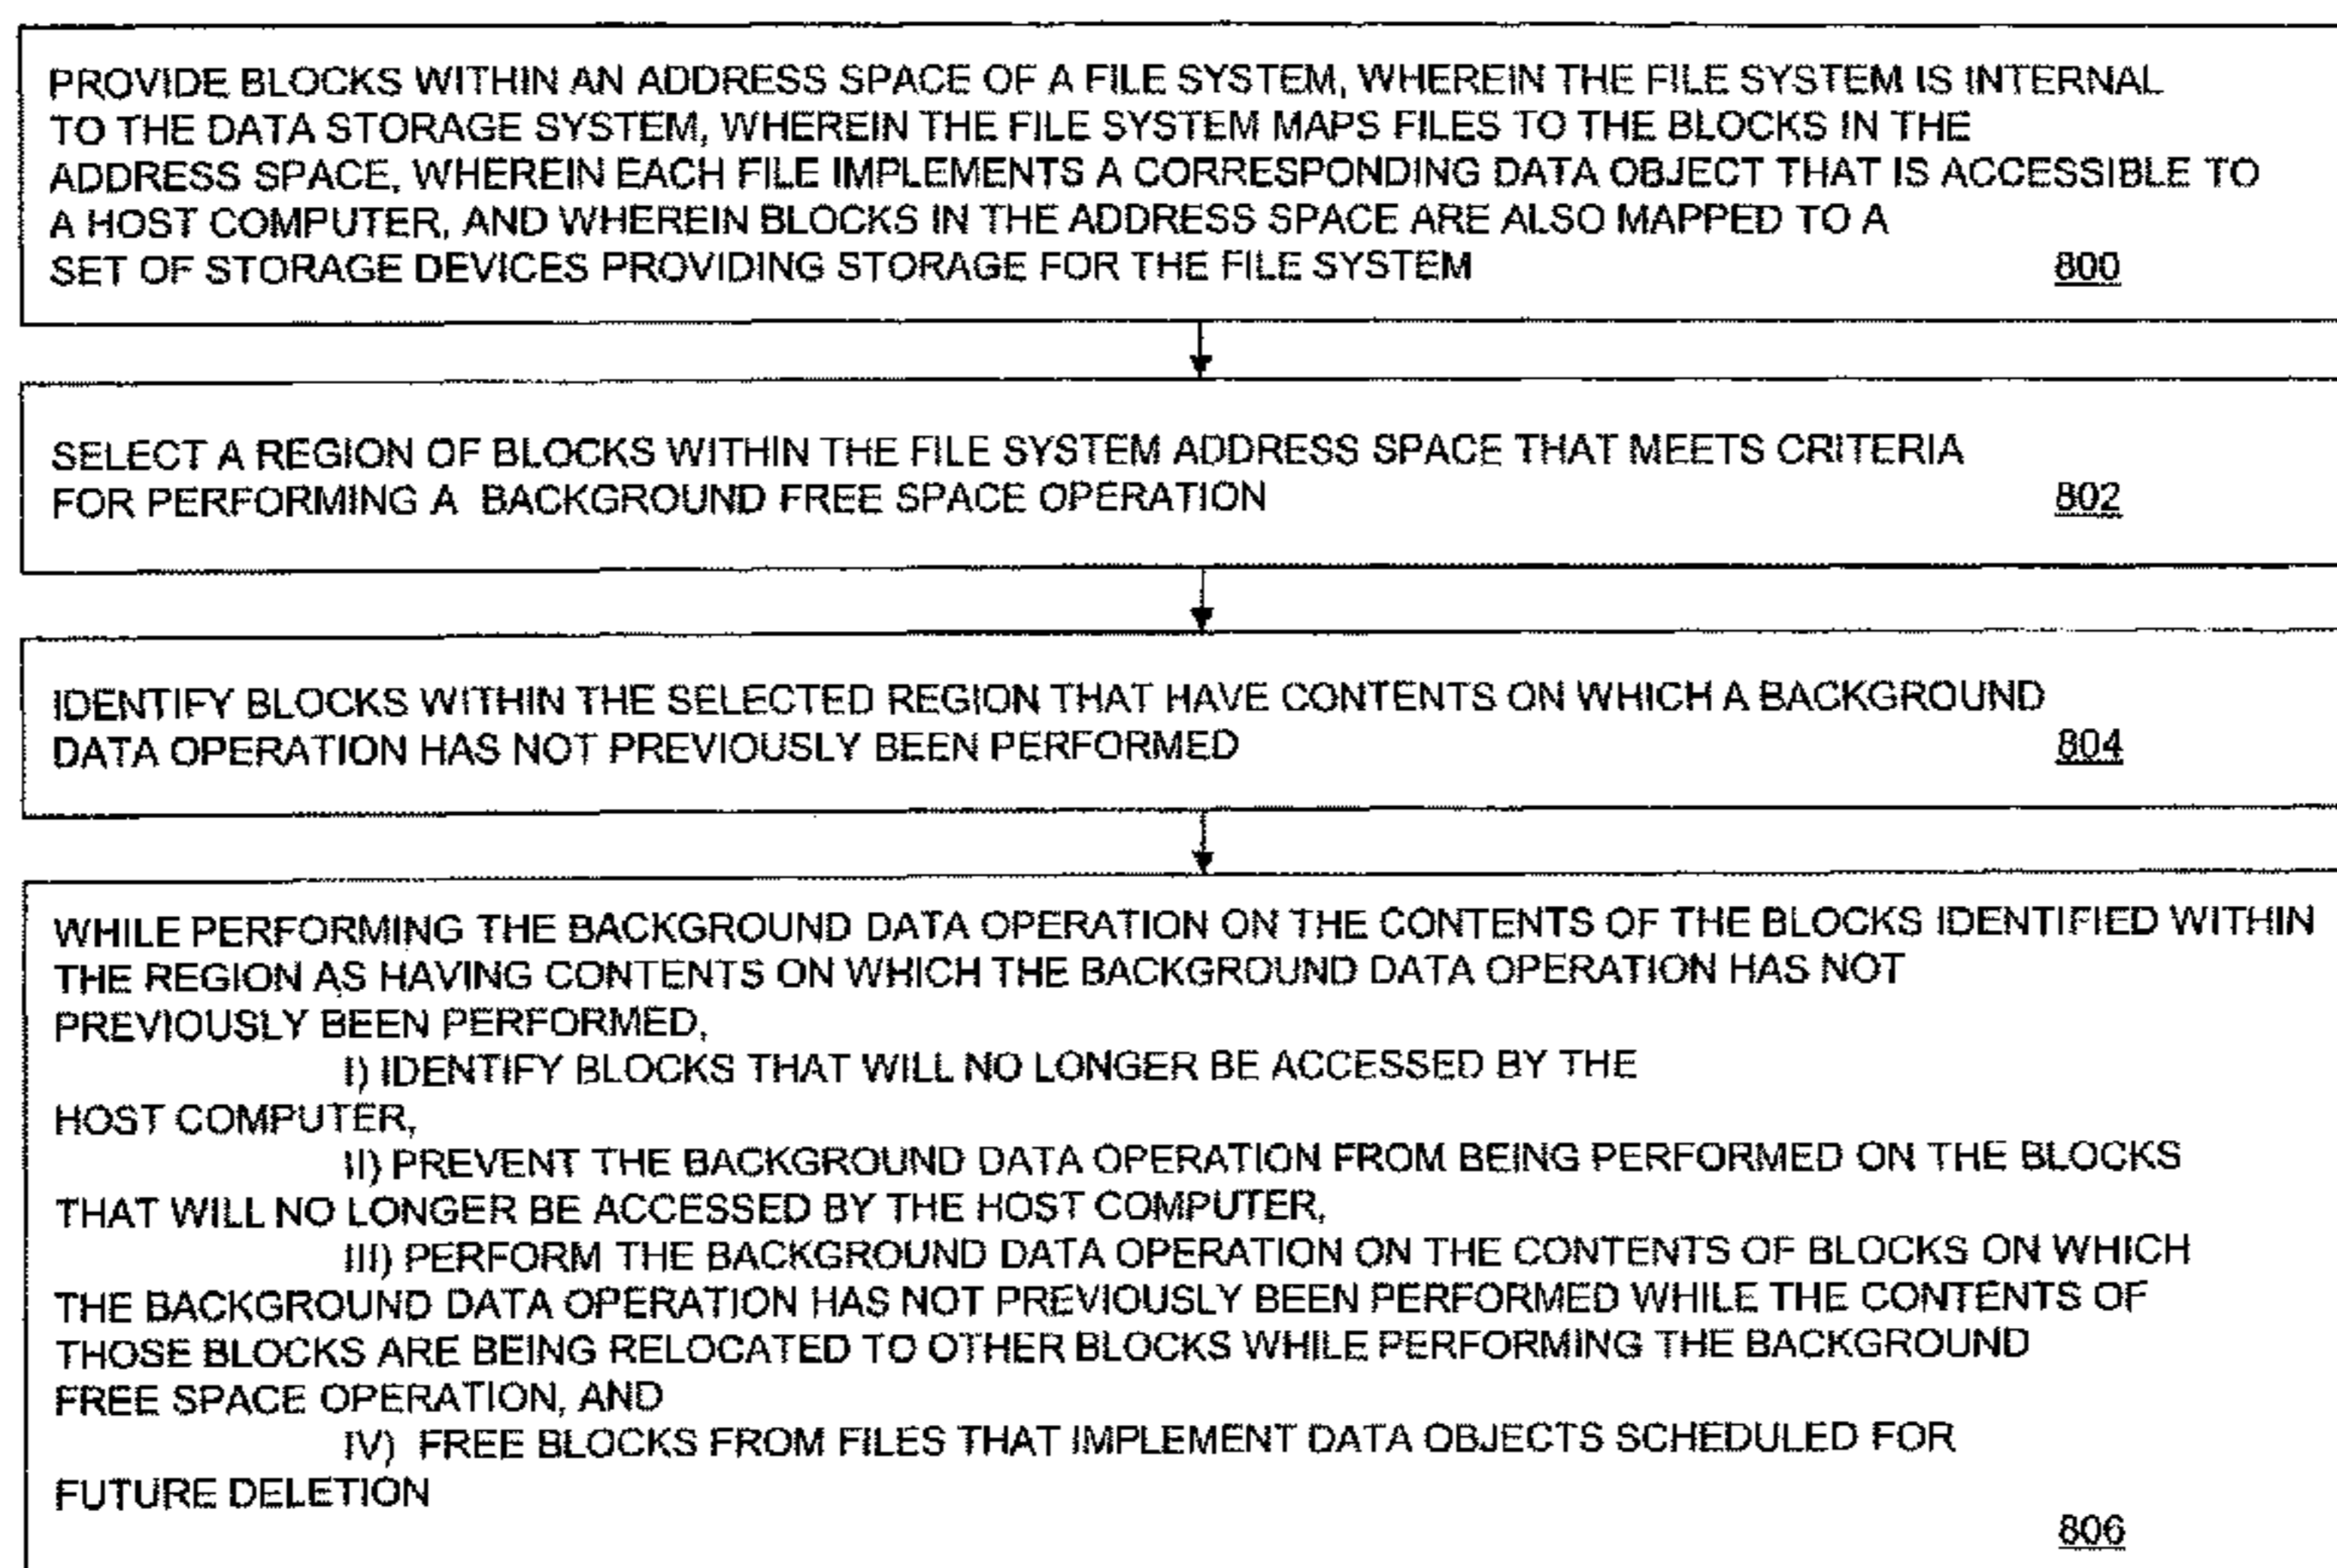 PROVIDE BLOCKS WITHIN AN ADDRESS SPACE OF A FILE SYSTEM, WHEREIN THE FILE SYSTEM IS INTERNAL
TO THE DATA STORAGE SYSTEM, WHEREIN THE FILE SYSTEM MAPS FILES TO THE BLOCKS IN THE
ADDRESS SPACE, WHEREIN EACH FILE IMPLEMENTS A CORRESPONDING DATA OBJECT THAT IS ACCESSIBLE TO
A HOST COMPUTER, AND WHEREIN BLOCKS IN THE ADDRESS SPACE ARE ALSO MAPPED TO A
SET OF STORAGE DEVICES PROVIDING STORAGE FOR THE FILE SYSTEM 800
SELECT A REGION OF BLOCKS WITHIN THE FILE SYSTEM ADDRESS SPACE THAT MEETS CRITERIA
FOR PERFORMING A BACKGROUND FREE SPACE OPERATION 802
IDENTIFY BLOCKS WITHIN THE SELECTED REGION THAT HAVE CONTENTS ON WHICH A BACKGROUND
DATA OPERATION HAS NOT PREVIOUSLY BEEN PERFORMED 804
WHILE PERFORMING THE BACKGROUND DATA OPERATION ON THE CONTENTS OF THE BLOCKS IDENTIFIED WITHIN
THE REGION AS HAVING CONTENTS ON WHICH THE BACKGROUND DATA OPERATION HAS NOT
PREVIOUSLY BEEN PERFORMED,
I) IDENTIFY BLOCKS THAT WILL NO LONGER BE ACCESSED BY THE
HOST COMPUTER,
II) PREVENT THE BACKGROUND DATA OPERATION FROM BEING PERFORMED ON THE BLOCKS
THAT WILL NO LONGER BE ACCESSED BY THE HOST COMPUTER,
III) PERFORM THE BACKGROUND DATA OPERATION ON THE CONTENTS OF BLOCKS ON WHICH
THE BACKGROUND DATA OPERATION HAS NOT PREVIOUSLY BEEN PERFORMED WHILE THE CONTENTS OF
THOSE BLOCKS ARE BEING RELOCATED TO OTHER BLOCKS WHILE PERFORMING THE BACKGROUND
FREE SPACE OPERATION, AND
IV) FREE BLOCKS FROM FILES THAT IMPLEMENT DATA OBJECTS SCHEDULED FOR
FUTURE DELETION
806